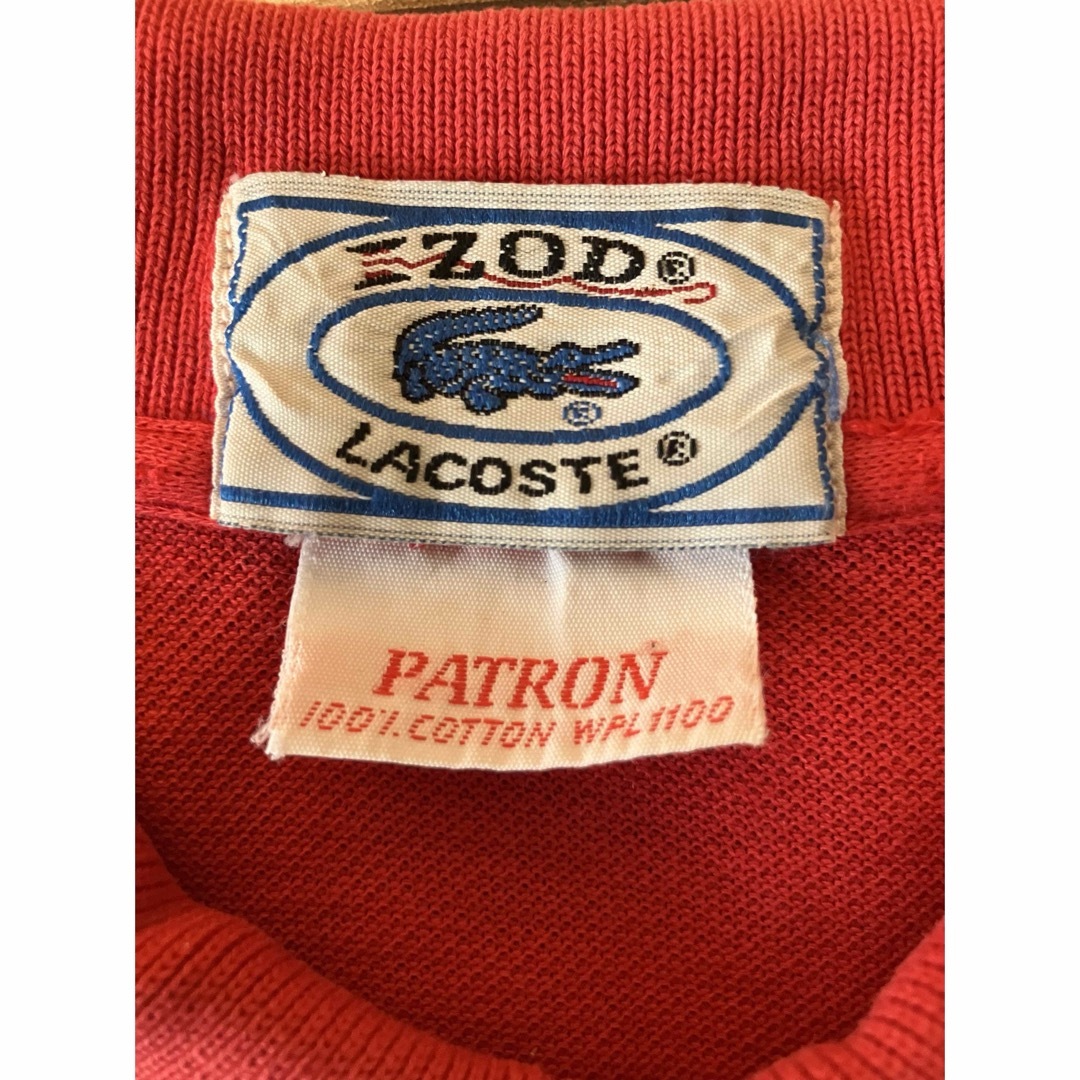 IZOD®
®
LACOSTE®
PATRON
100%.COTTON WPL1100